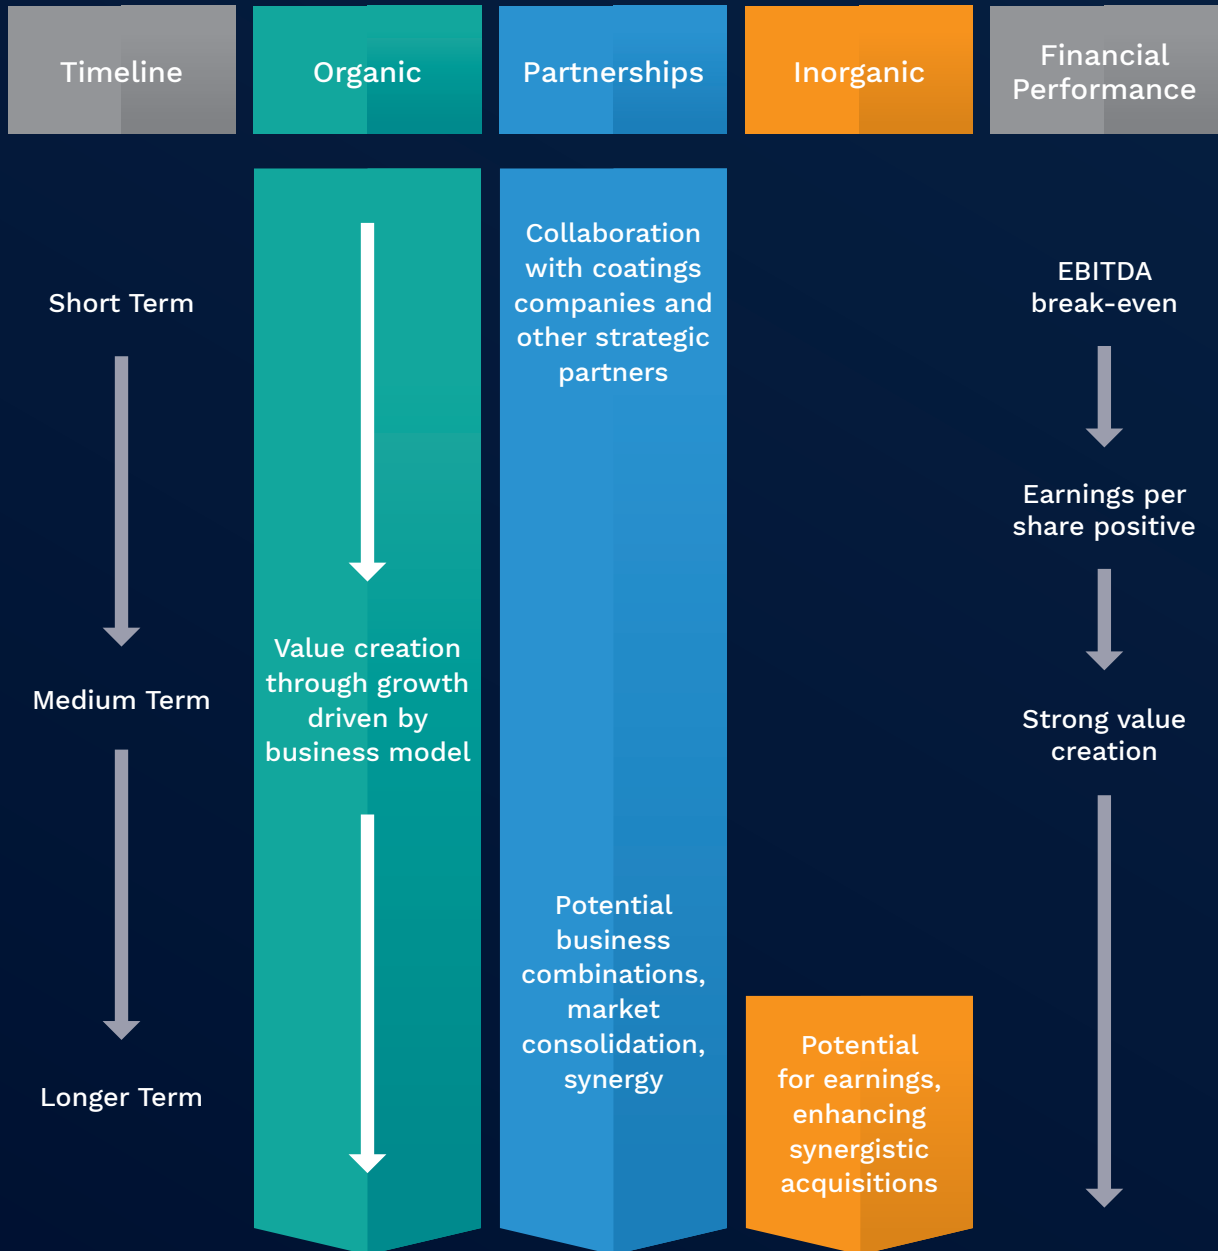 Timeline
Organic
Partnerships
Inorganic
Financial
Performance
Short Term
Medium Term
Longer Term
Value creation
through growth
driven by
business model
Collaboration
with coatings
companies and
other strategic
partners
Potential
business
combinations,
market
consolidation,
synergy
Potential
for earnings,
enhancing
synergistic
acquisitions
EBITDA
break-even
Earnings per
share positive
Strong value
creation